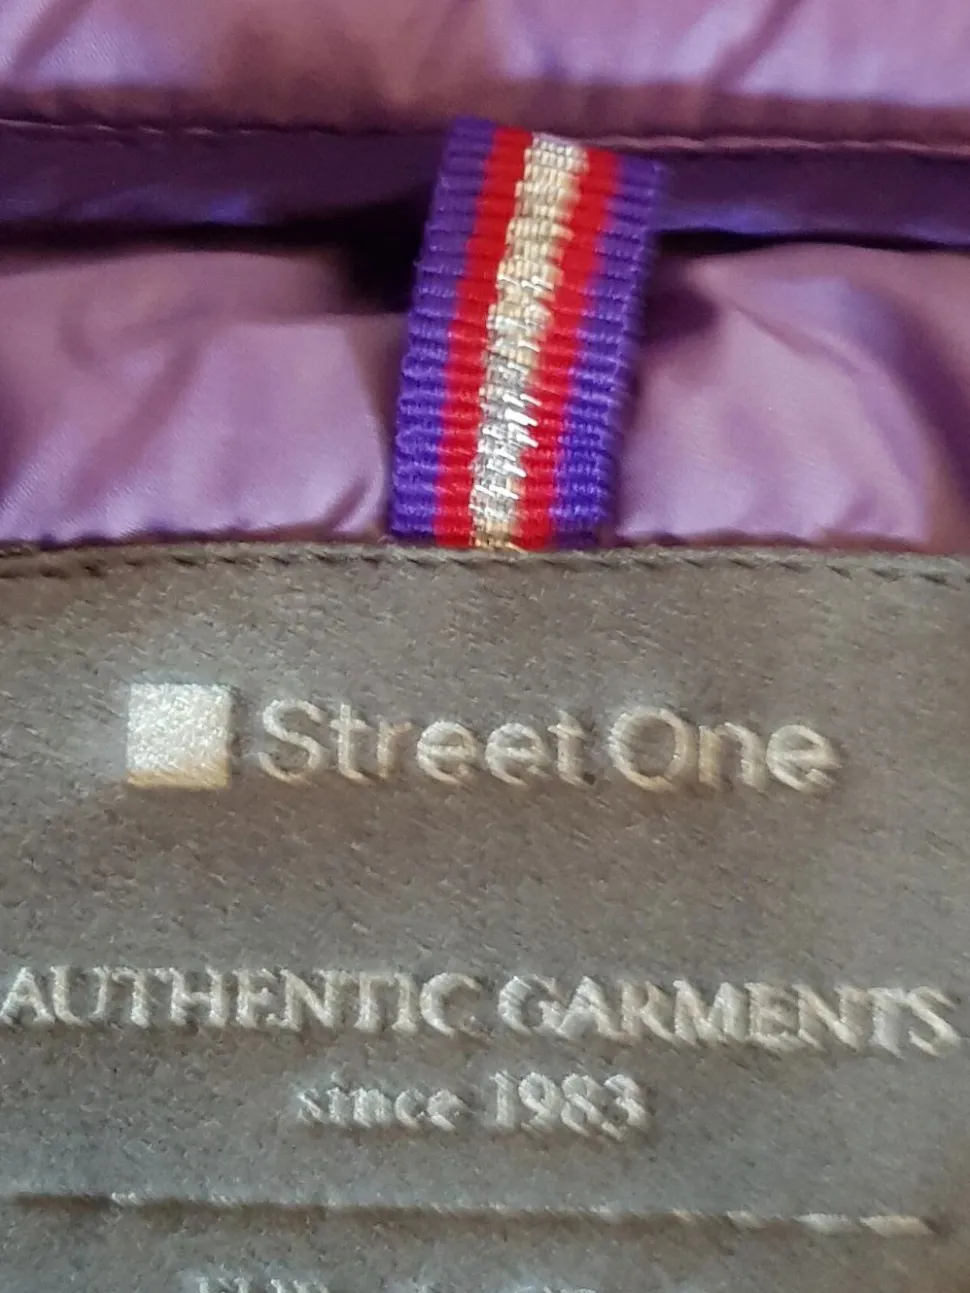 Street One
AUTHENTIC GARMENTS
since 1983